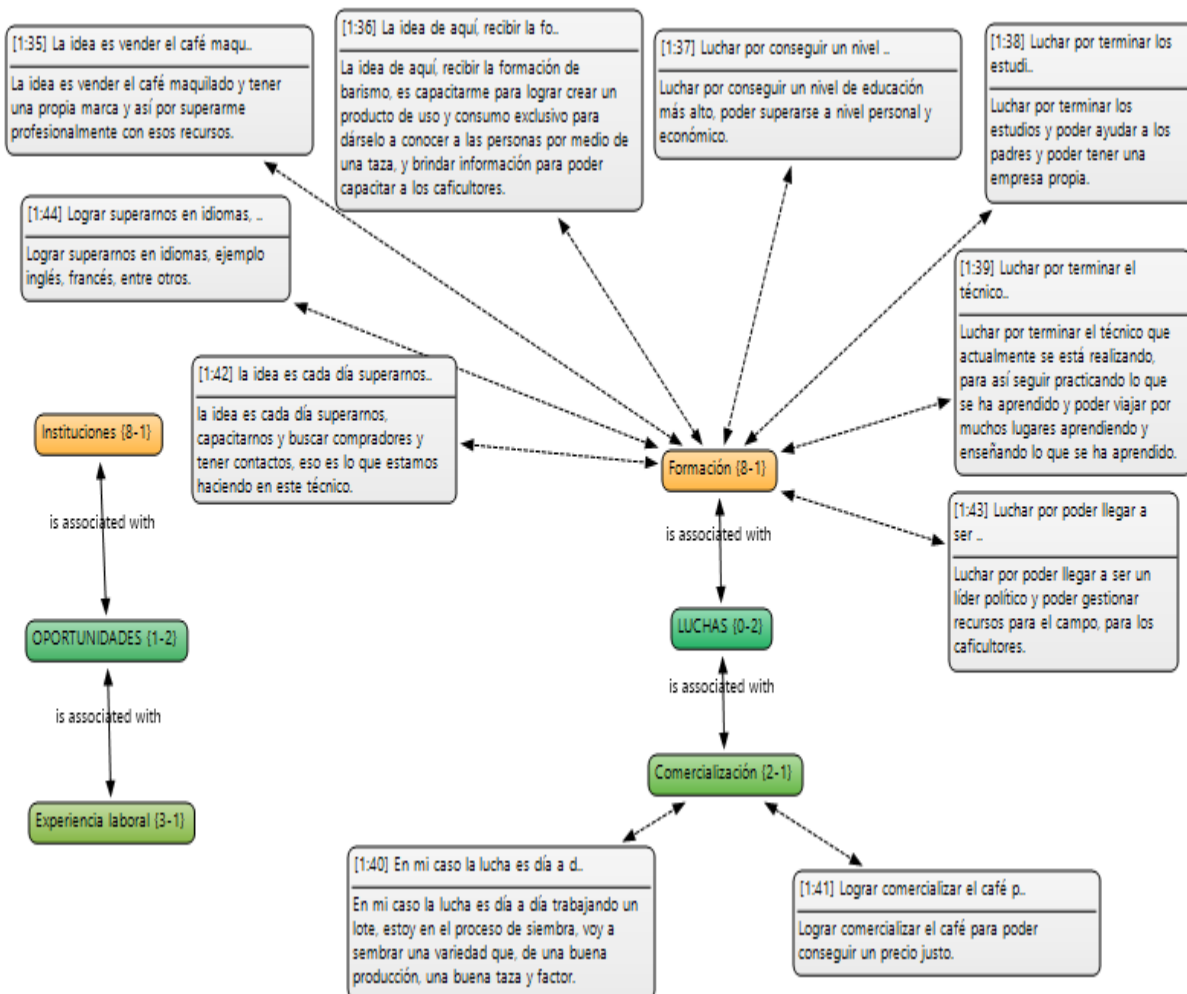 [1:35] La idea es vender el café maqu..
La idea es vender el café maquilado y tener
una propia marca y así por superarme
profesionalmente con esos recursos.
[1:36] La idea de aquí, recibir la fo..
La idea de aquí, recibir la formación de
barismo, es capacitarme para lograr crear un
producto de uso y consumo exclusivo para
dárselo a conocer a las personas por medio de
una taza, y brindar información para poder
capacitar a los caficultores.
[1:37] Luchar por conseguir un nivel ..
Luchar por conseguir un nivel de educación
más alto, poder superarse a nivel personal y
económico.
[1:38] Luchar por terminar los
estudi..
Luchar por terminar los
estudios y poder ayudar a los
padres y poder tener una
empresa propia.
[1:44] Lograr superarnos en idiomas, ..
Lograr superarnos en idiomas, ejemplo
inglés, francés, entre otros.
[1:39] Luchar por terminar el
técnico..
Luchar por terminar el técnico que
actualmente se está realizando,
para así seguir practicando lo que
se ha aprendido y poder viajar por
muchos lugares aprendiendo y
enseñando lo que se ha aprendido.
[1:42] la idea es cada día superarnos..
la idea es cada día superarnos,
capacitarnos y buscar compradores y
tener contactos, eso es lo que estamos
haciendo en este técnico.
Instituciones {8-1}
Formación {8-1}
[1:43] Luchar por poder llegar a
ser ..
Luchar por poder llegar a ser un
líder político y poder gestionar
recursos para el campo, para los
caficultores.
is associated with
is associated with
OPORTUNIDADES {1-2}
LUCHAS {0-2}
is associated with
is associated with
Comercialización {2-1}
Experiencia laboral {3-1}
[1:40] En mi caso la lucha es día a d..
En mi caso la lucha es día a día trabajando un
lote, estoy en el proceso de siembra, voy a
sembrar una variedad que, de una buena
producción, una buena taza y factor.
[1:41] Lograr comercializar el café p..
Lograr comercializar el café para poder
conseguir un precio justo.